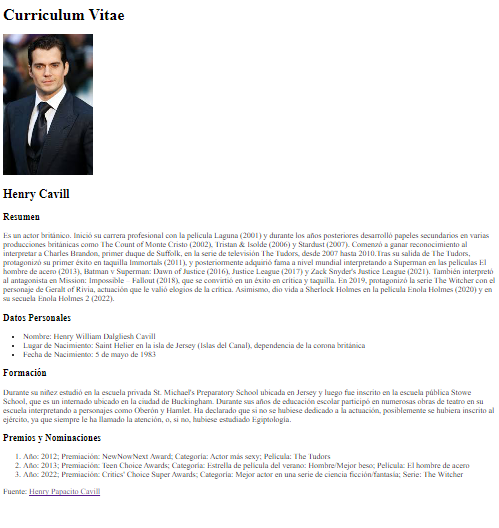 Curriculum Vitae
Henry Cavill
Resumen
Es un actor británico. Inició su carrera profesional con la película Laguna (2001) y durante los años posteriores desarrolló papeles secundarios en varias
producciones británicas como The Count of Monte Cristo (2002), Tristan & Isolde (2006) y Stardust (2007). Comenzó a ganar reconocimiento al
interpretar a Charles Brandon, primer duque de Suffolk, en la serie de televisión The Tudors, desde 2007 hasta 2010.Tras su salida de The Tudors,
protagonizó su primer éxito en taquilla Immortals (2011), y posteriormente adquirió fama a nivel mundial interpretando a Superman en las películas El
hombre de acero (2013), Batman v Superman: Dawn of Justice (2016), Justice League (2017) y Zack Snyder's Justice League (2021). También interpretó
al antagonista en Mission: Impossible – Fallout (2018), que se convirtió en un éxito en crítica y taquilla. En 2019, protagonizó la serie The Witcher con el
personaje de Geralt of Rivia, actuación que le valió elogios de la crítica. Asimismo, dio vida a Sherlock Holmes en la película Enola Holmes (2020) y en
su secuela Enola Holmes 2 (2022).
Datos Personales
• Nombre: Henry William Dalgliesh Cavill
• Lugar de Nacimiento: Saint Helier en la isla de Jersey (Islas del Canal), dependencia de la corona británica
• Fecha de Nacimiento: 5 de mayo de 1983
Formación
Durante su niñez estudió en la escuela privada St. Michael's Preparatory School ubicada en Jersey y luego fue inscrito en la escuela pública Stowe
School, que es un internado ubicado en la ciudad de Buckingham. Durante sus años de educación escolar participó en numerosas obras de teatro en su
escuela interpretando a personajes como Oberón y Hamlet. Ha declarado que si no se hubiese dedicado a la actuación, posiblemente se hubiera inscrito al
ejército, ya que siempre le ha llamado la atención, o, si no, hubiese estudiado Egiptología.
Premios y Nominaciones
1. Año: 2012; Premiación: NewNowNext Award; Categoría: Actor más sexy; Película: The Tudors
2. Año: 2013; Premiación: Teen Choice Awards; Categoría: Estrella de película del verano: Hombre/Mejor beso; Película: El hombre de acero
3. Año: 2022; Premiación: Critics' Choice Super Awards; Categoría: Mejor actor en una serie de ciencia ficción/fantasía; Serie: The Witcher
Fuente: Henry Papacito Cavill